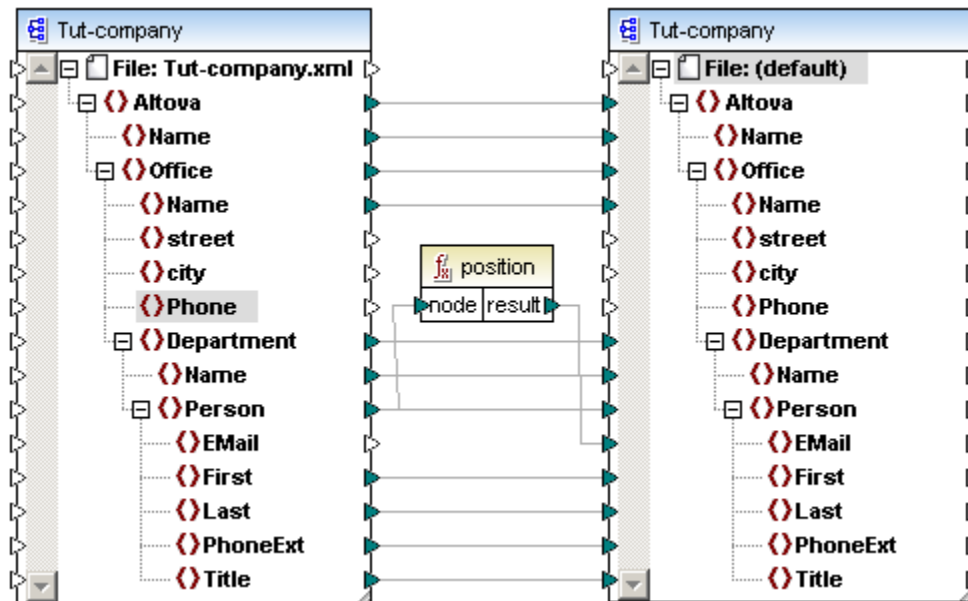 Tut-company
File: Tut-company.xml
Altova
Name
Office
Name
street
city
Phone
Department
Name
Person
EMail
First
Last
PhoneExt
Title
position
node result
Tut-company
File: (default)
Altova
Name
Office
Name
street
city
Phone
Department
Name
Person
EMail
First
Last
PhoneExt
Title